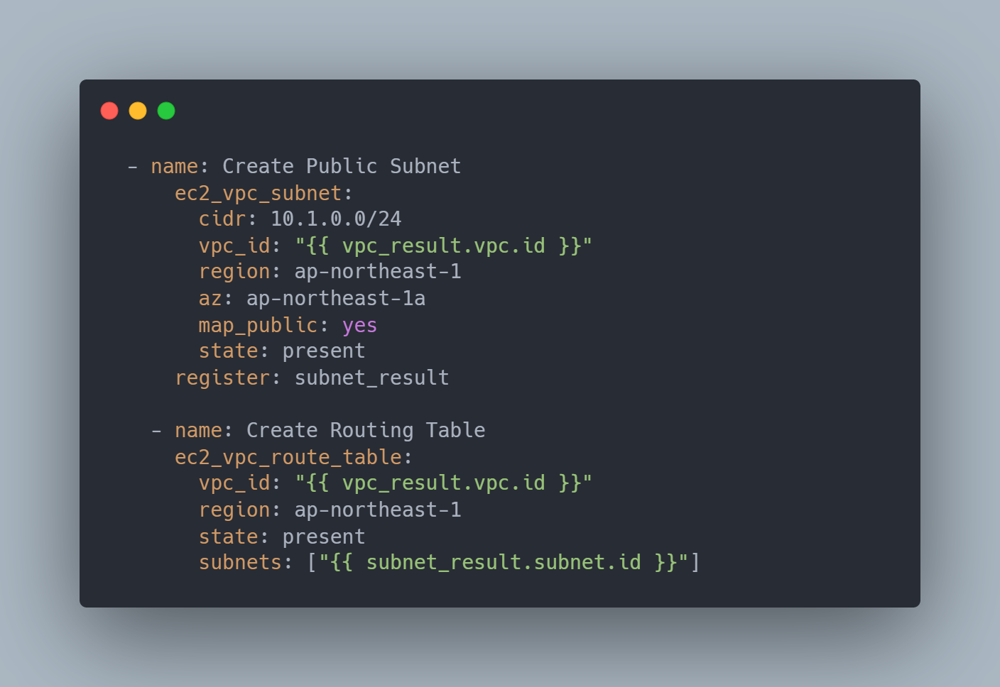 - name: Create Public Subnet
    ec2_vpc_subnet:
      cidr: 10.1.0.0/24
      vpc_id: "{{ vpc_result.vpc.id }}"
      region: ap-northeast-1
      az: ap-northeast-1a
      map_public: yes
      state: present
    register: subnet_result

  - name: Create Routing Table
    ec2_vpc_route_table:
      vpc_id: "{{ vpc_result.vpc.id }}"
      region: ap-northeast-1
      state: present
      subnets: ["{{ subnet_result.subnet.id }}"]